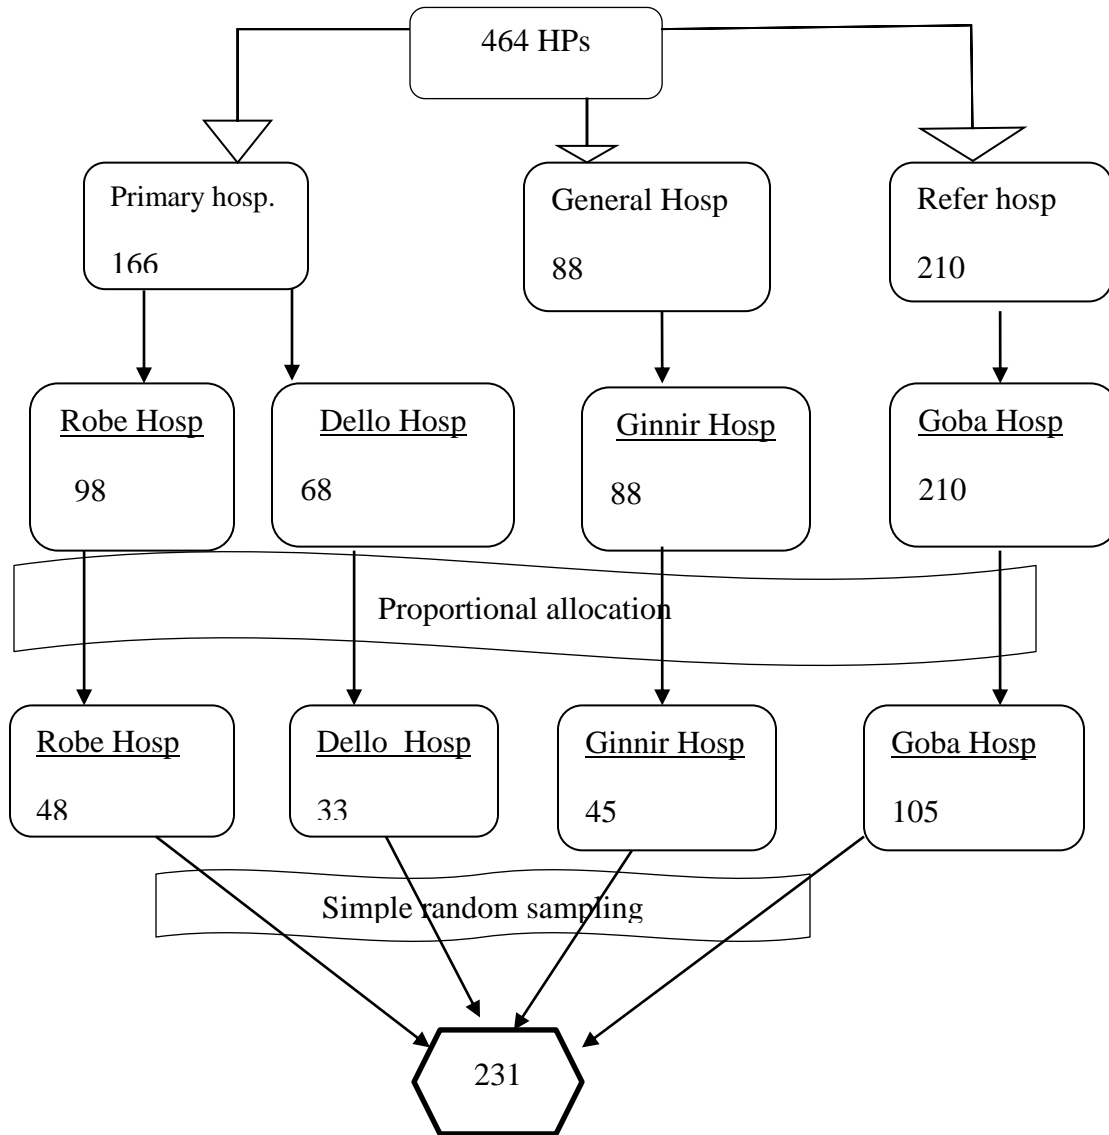 464 HPs
Primary hosp.
166
General Hosp
88
Refer hosp
210
Robe Hosp
98
Dello Hosp
68
Ginnir Hosp
88
Goba Hosp
210
Proportional allocation
Robe Hosp
48
Dello Hosp
33
Ginnir Hosp
45
Goba Hosp
105
Simple random sampling
231